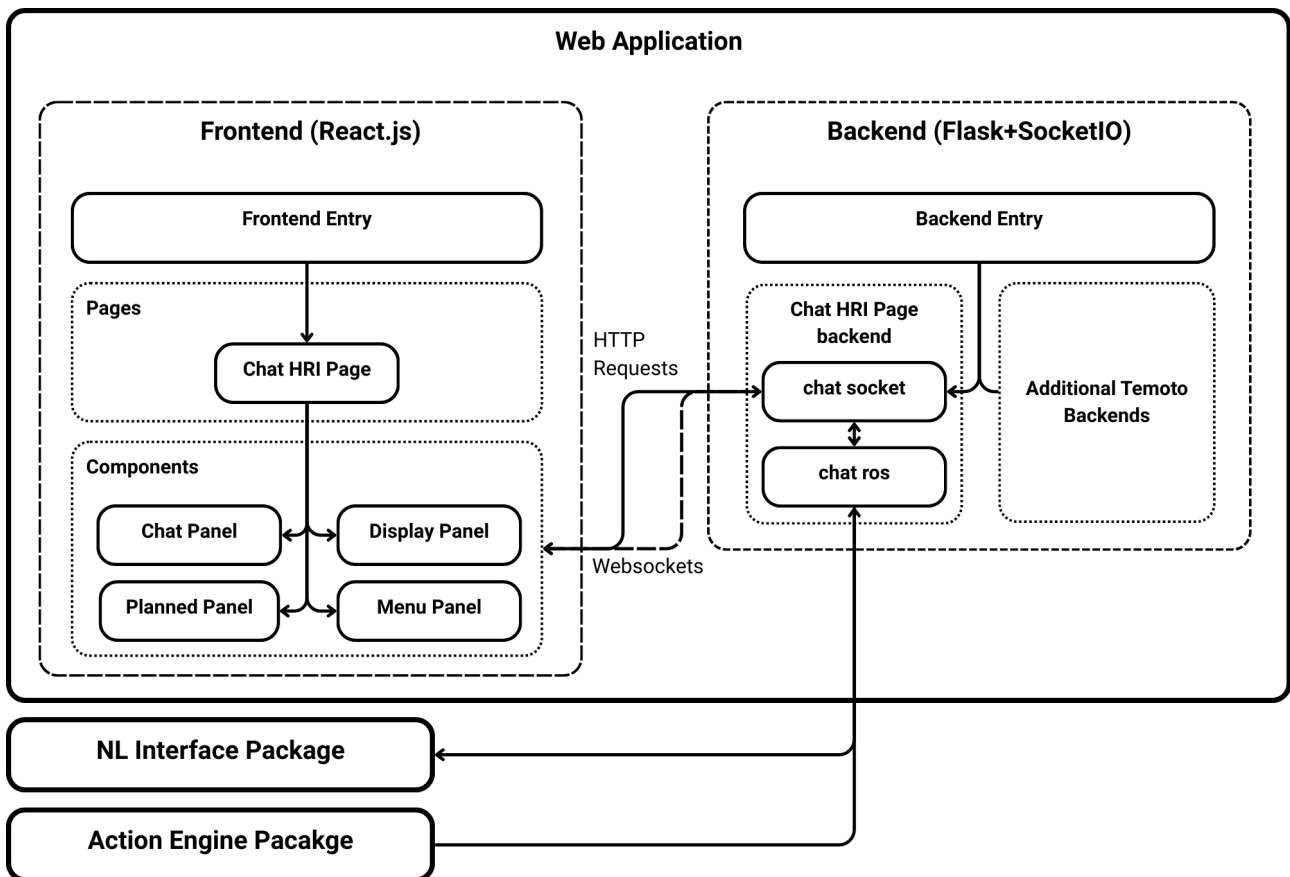 Web Application
Frontend (React.js)
Frontend Entry
Pages
Chat HRI Page
Components
Chat Panel
Display Panel
Planned Panel
Menu Panel
HTTP
Requests
Websockets
Backend (Flask+SocketIO)
Backend Entry
Chat HRI Page
backend
chat socket
chat ros
Additional Temoto
Backends
NL Interface Package
Action Engine Pacakge